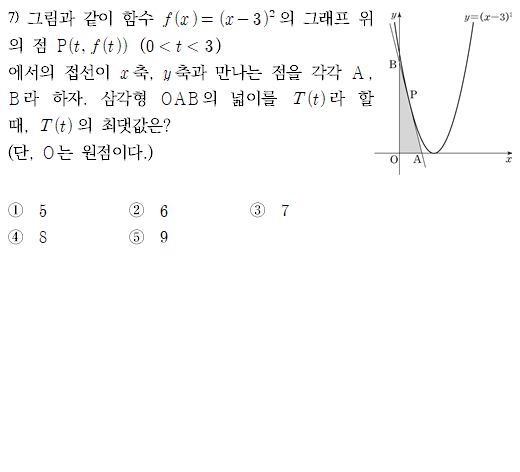 7) 그림과 같이 함수 f(x)=(x-3)²의 그래프 위
의 점 P(t, f(t)) (0<t<3)
에서의 접선이 x축, y축과 만나는 점을 각각 A,
B라 하자. 삼각형 OAB의 넓이를 T(t)라 할
때, T(t)의 최댓값은?
(단, O는 원점이다.)
① 5 ② 6 ③ 7
④ 8 ⑤ 9
y y=(x-3)²
B
P
O A x